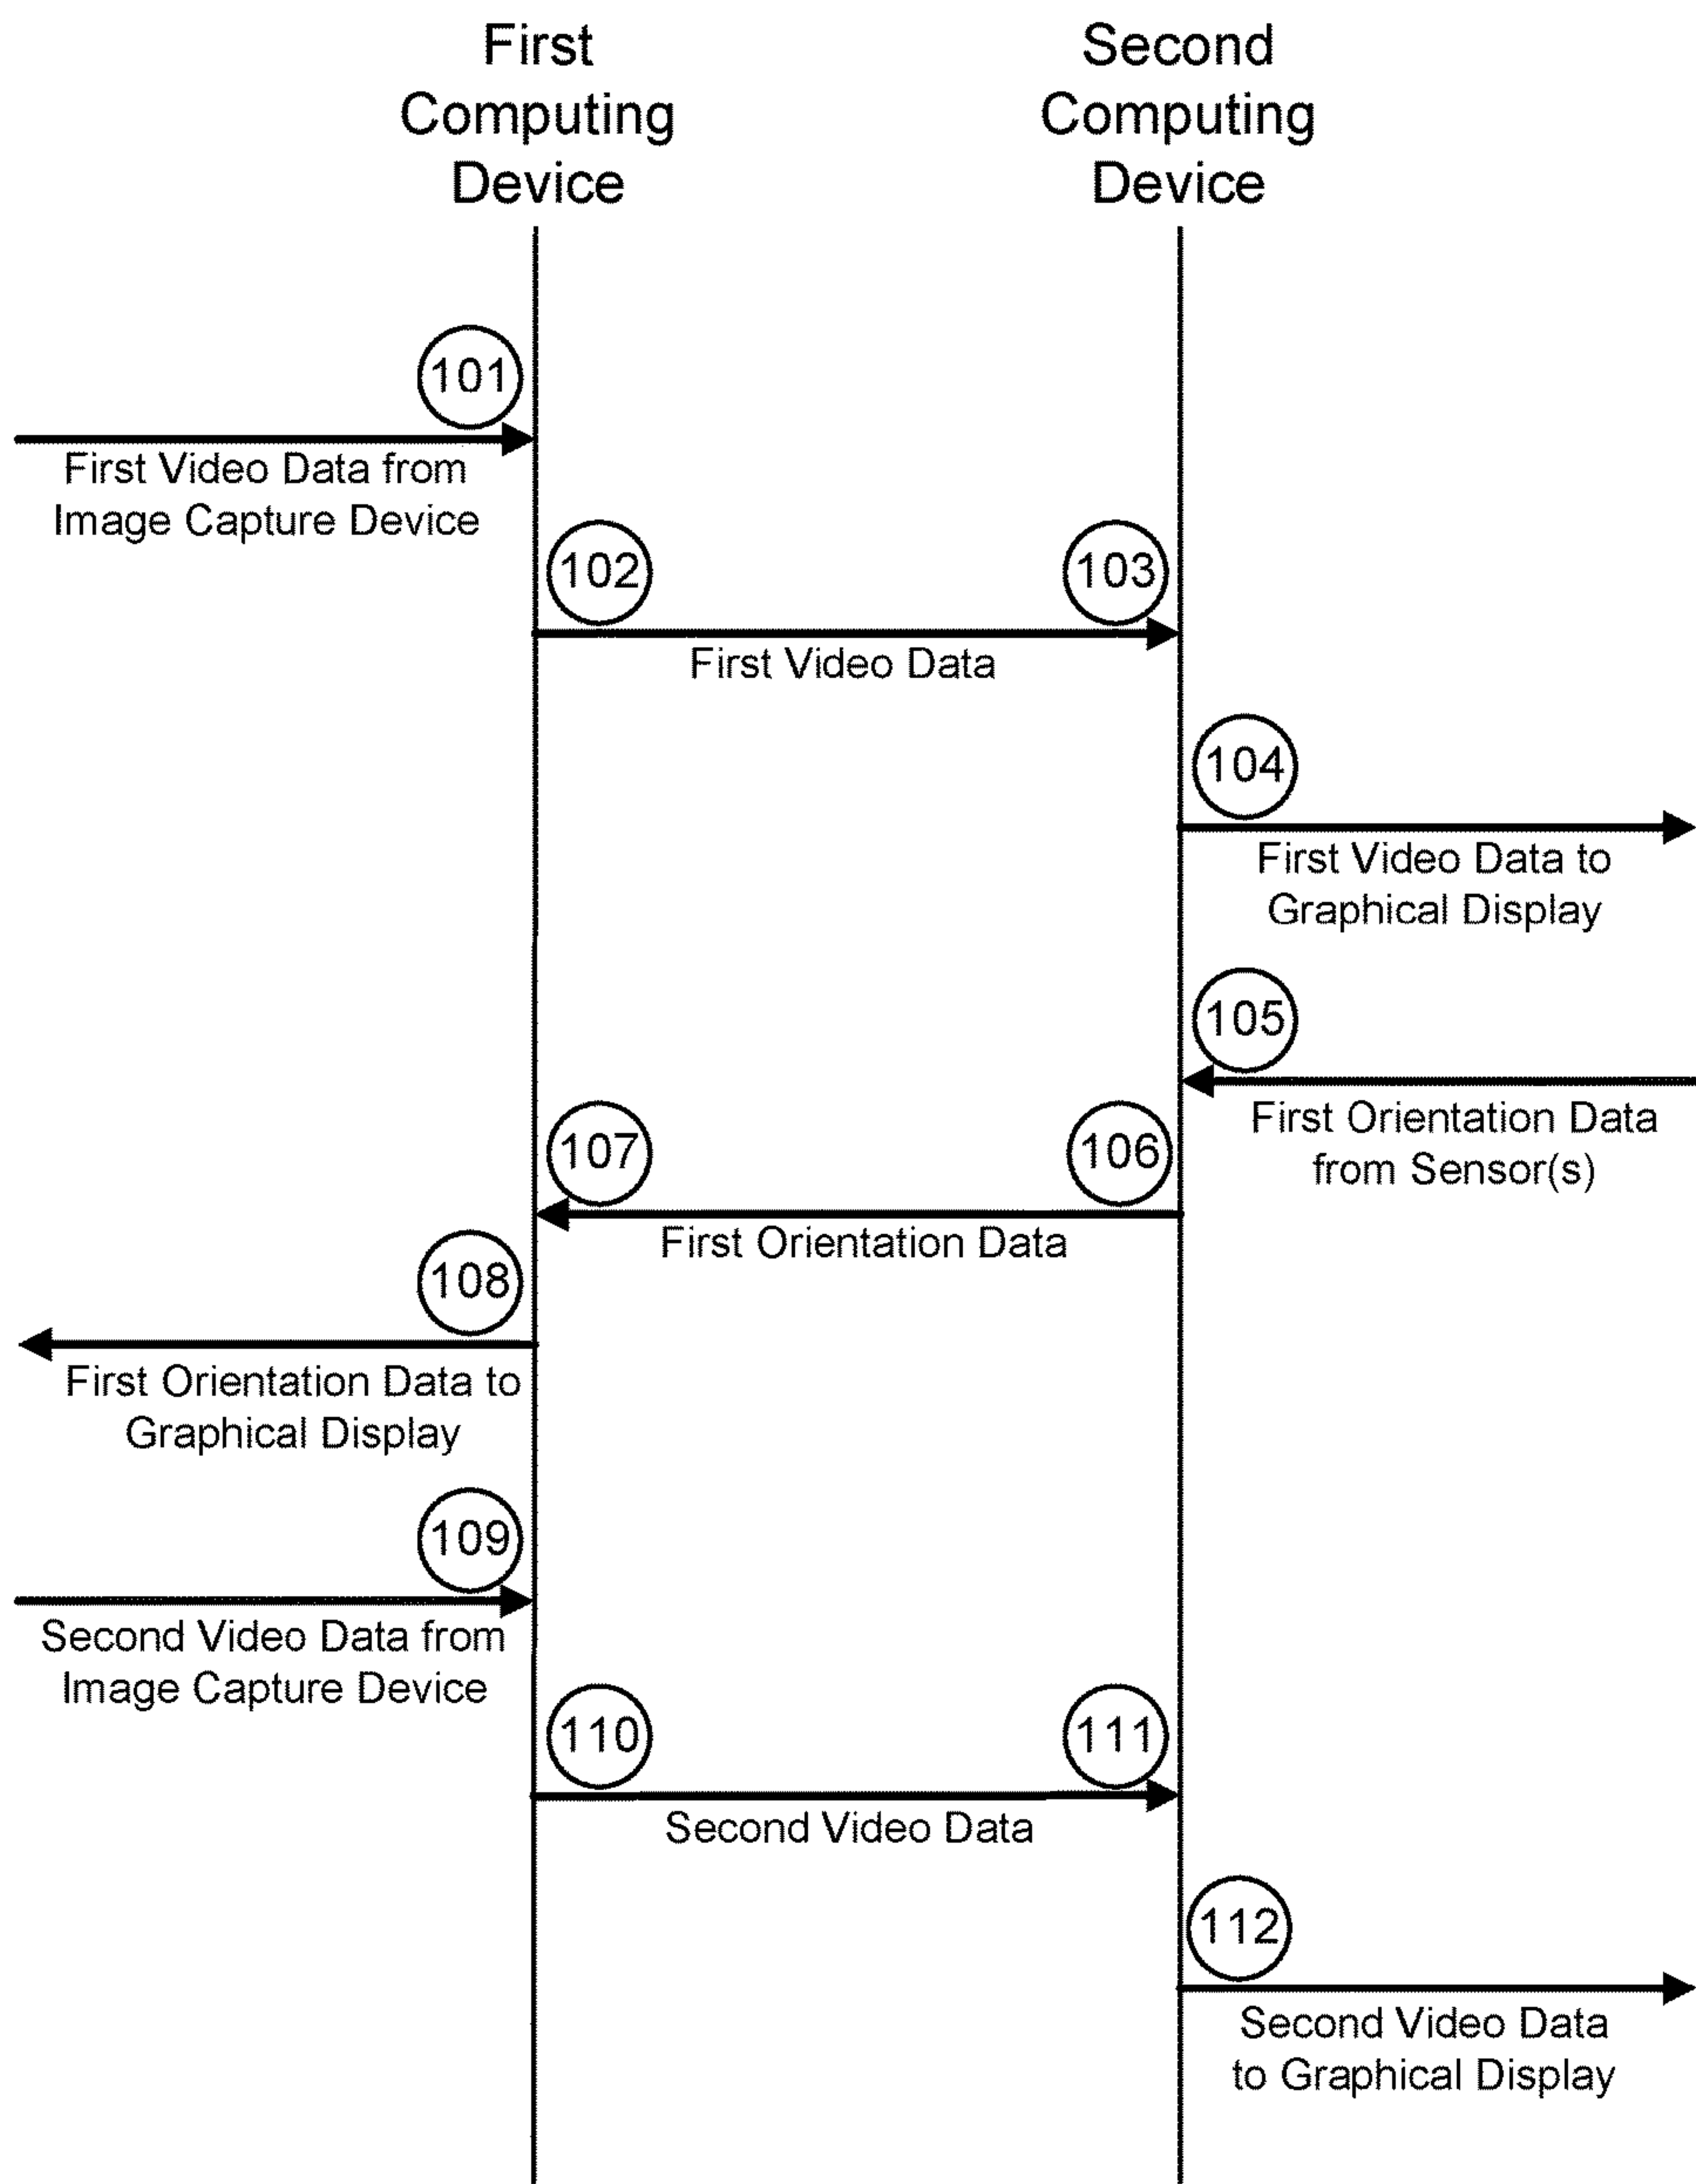 First
Computing
Device
Second
Computing
Device
101
First Video Data from
Image Capture Device
102
103
First Video Data
104
First Video Data to
Graphical Display
105
First Orientation Data
from Sensor(s)
107
106
First Orientation Data
108
First Orientation Data to
Graphical Display
109
Second Video Data from
Image Capture Device
110
111
Second Video Data
112
Second Video Data
to Graphical Display